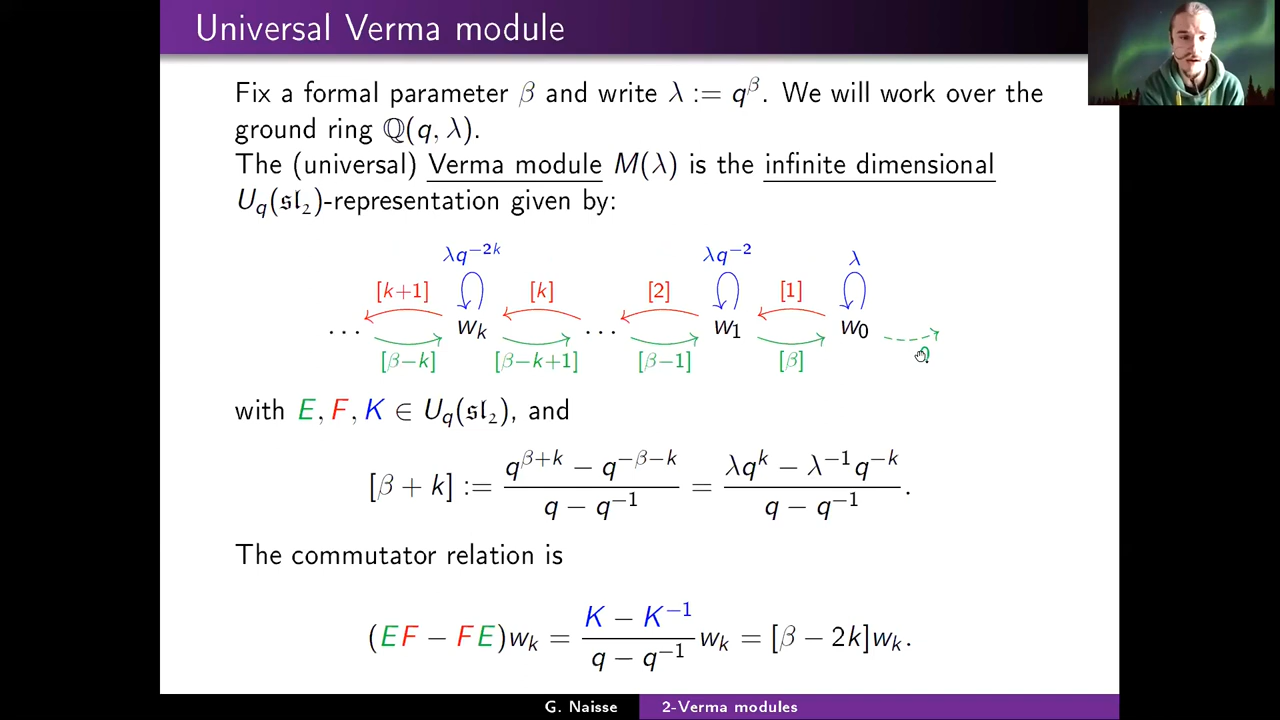 Universal Verma module
Fix a formal parameter β and write λ := q^β. We will work over the
ground ring ℚ(q, λ).
The (universal) Verma module M(λ) is the infinite dimensional
U_q(𝔰𝔩₂)-representation given by:
λq^{−2k} λq^{−2} λ
[k+1] [k] [2] [1]
⋯ w_k ⋯ w_1 w_0
[β−k] [β−k+1] [β−1] [β]
with E, F, K ∈ U_q(𝔰𝔩₂), and
[β + k] := \frac{q^{β+k} − q^{−β−k}}{q − q^{−1}} = \frac{λq^k − λ^{−1}q^{−k}}{q − q^{−1}}.
The commutator relation is
(EF − FE)w_k = \frac{K − K^{−1}}{q − q^{−1}} w_k = [β − 2k]w_k.
G. Naisse 2-Verma modules